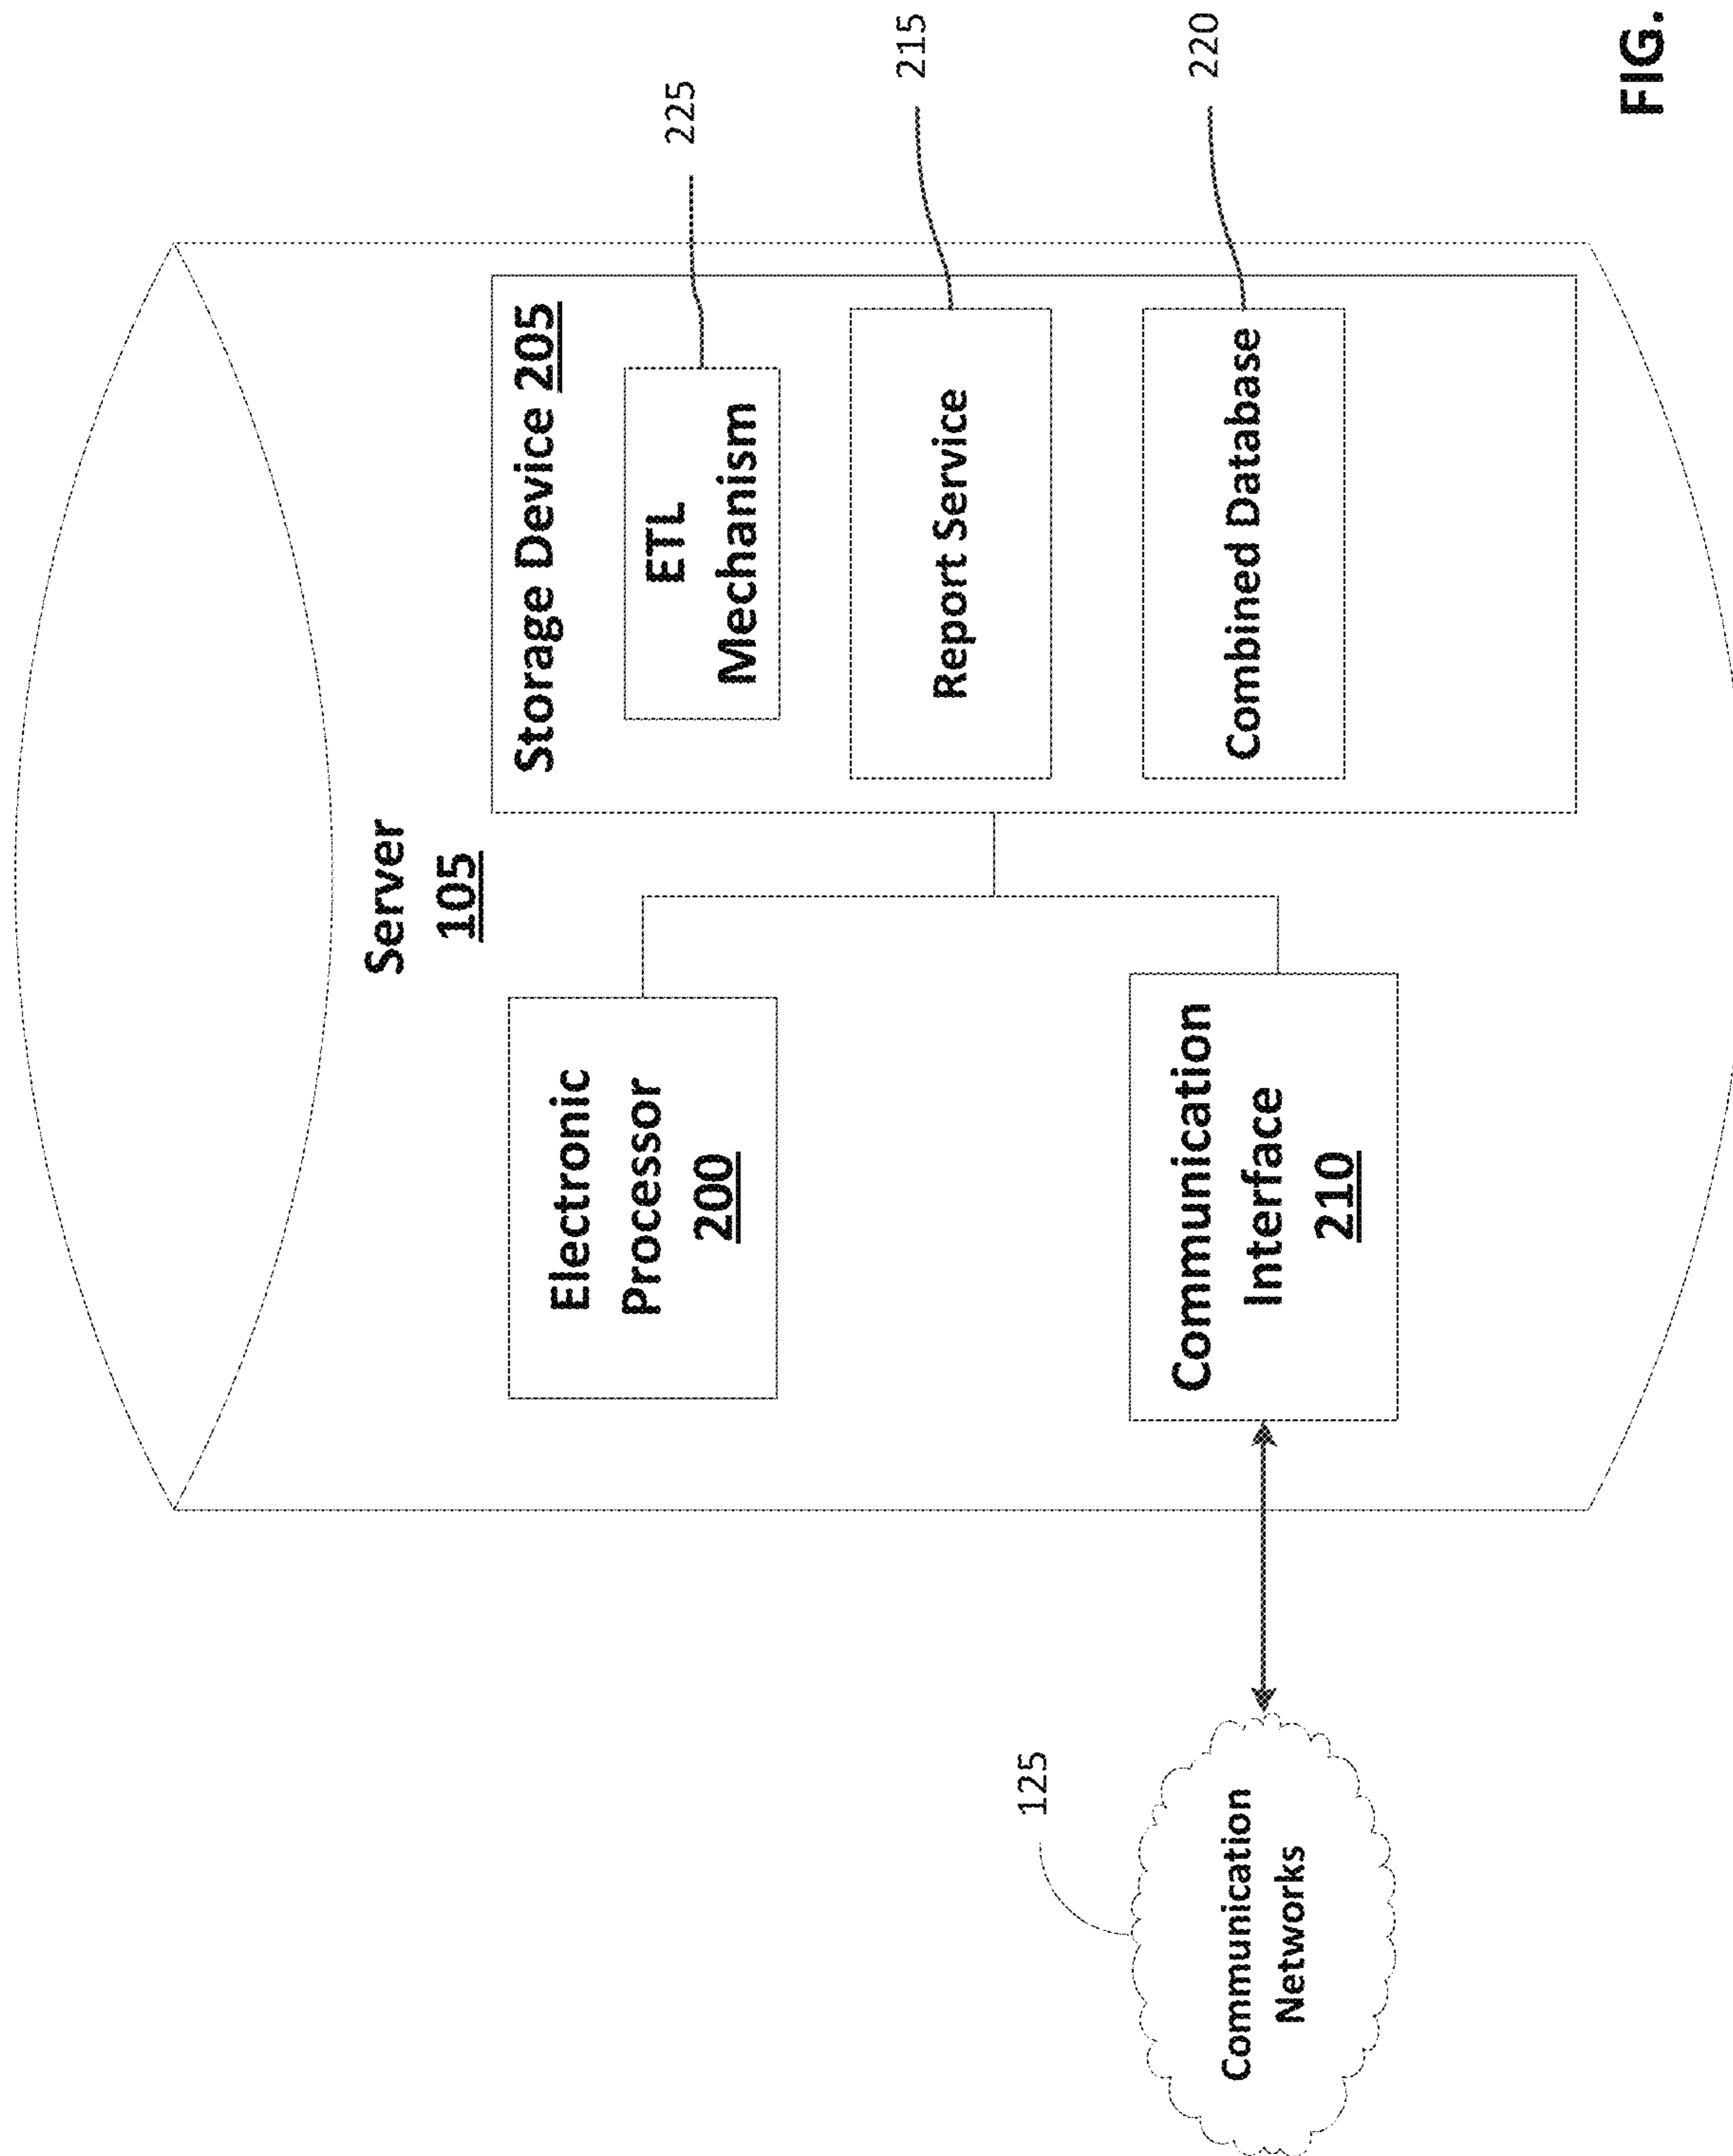 Server
105
Storage Device 205
ETL
Mechanism
225
Report Service
215
Combined Database
220
Electronic
Processor
200
Communication
Interface
210
125
Communication
Networks
FIG.